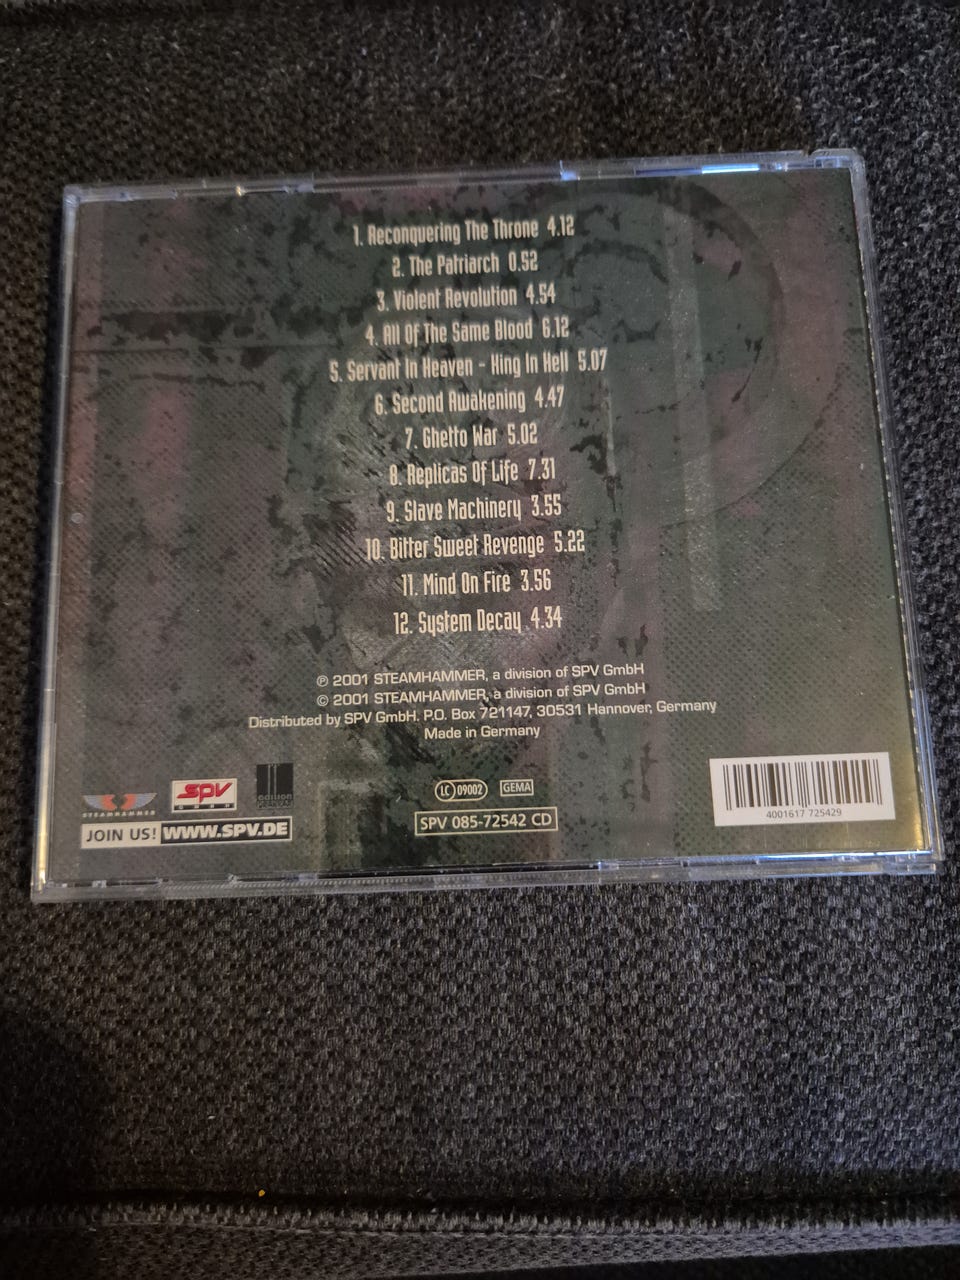 1. Reconquering The Throne 4.12
2. The Patriarch 0.52
3. Violent Revolution 4.54
4. All Of The Same Blood 6.12
5. Servant In Heaven - King In Hell 5.07
6. Second Awakening 4.47
7. Ghetto War 5.02
8. Replicas Of Life 7.31
9. Slave Machinery 3.55
10. Bitter Sweet Revenge 5.22
11. Mind On Fire 3.56
12. System Decay 4.34
℗ 2001 STEAMHAMMER, a division of SPV GmbH
© 2001 STEAMHAMMER, a division of SPV GmbH
Distributed by SPV GmbH. P.O. Box 721147, 30531 Hannover, Germany
Made in Germany
STEAMHAMMER
SPV
GMBH
LC 09002 GEMA
JOIN US! WWW.SPV.DE
SPV 085-72542 CD
4001617 725429